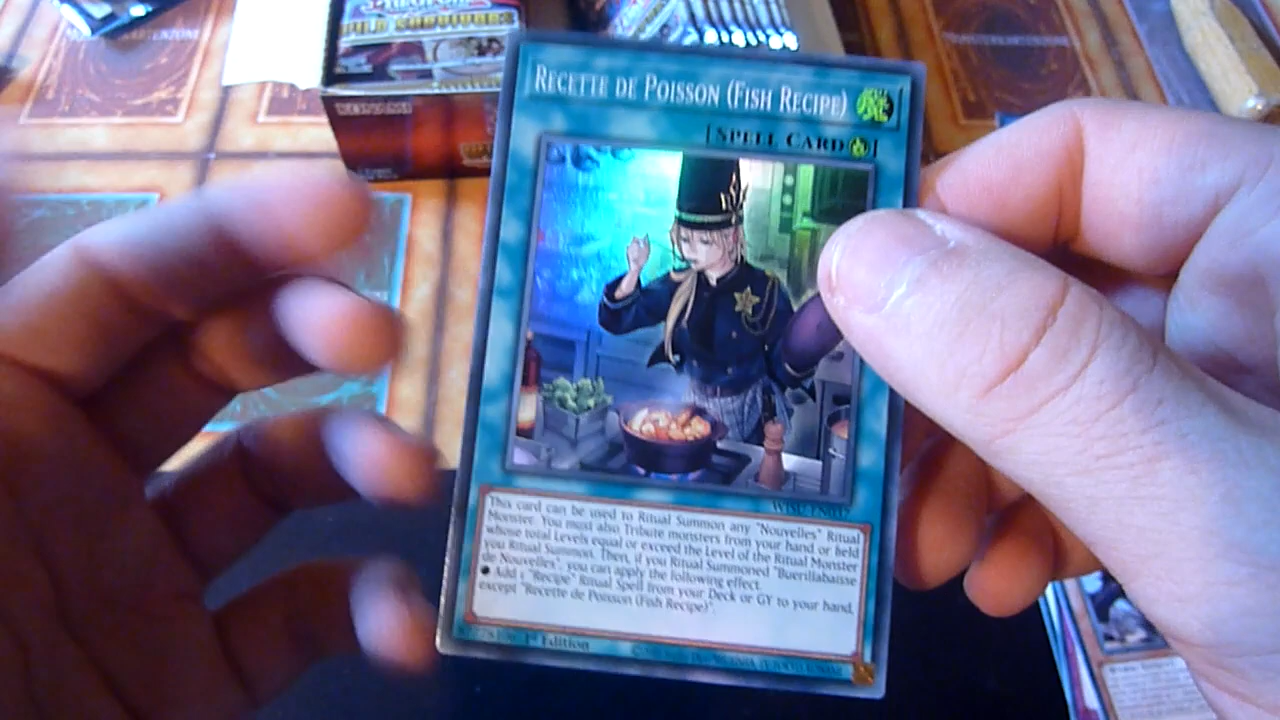 WILD SURVIVORS
RECETTE DE POISSON (FISH RECIPE)
[SPELL CARD]
WISU-EN037
This card can be used to Ritual Summon any "Nouvelles" Ritual
Monster. You must also Tribute monsters from your hand or field
whose total Levels equal or exceed the Level of the Ritual Monster
you Ritual Summon. Then, if you Ritual Summoned "Buerillabaisse
de Nouvelles", you can apply the following effect.
● Add 1 "Recipe" Ritual Spell from your Deck or GY to your hand,
except "Recette de Poisson (Fish Recipe)".
1st Edition